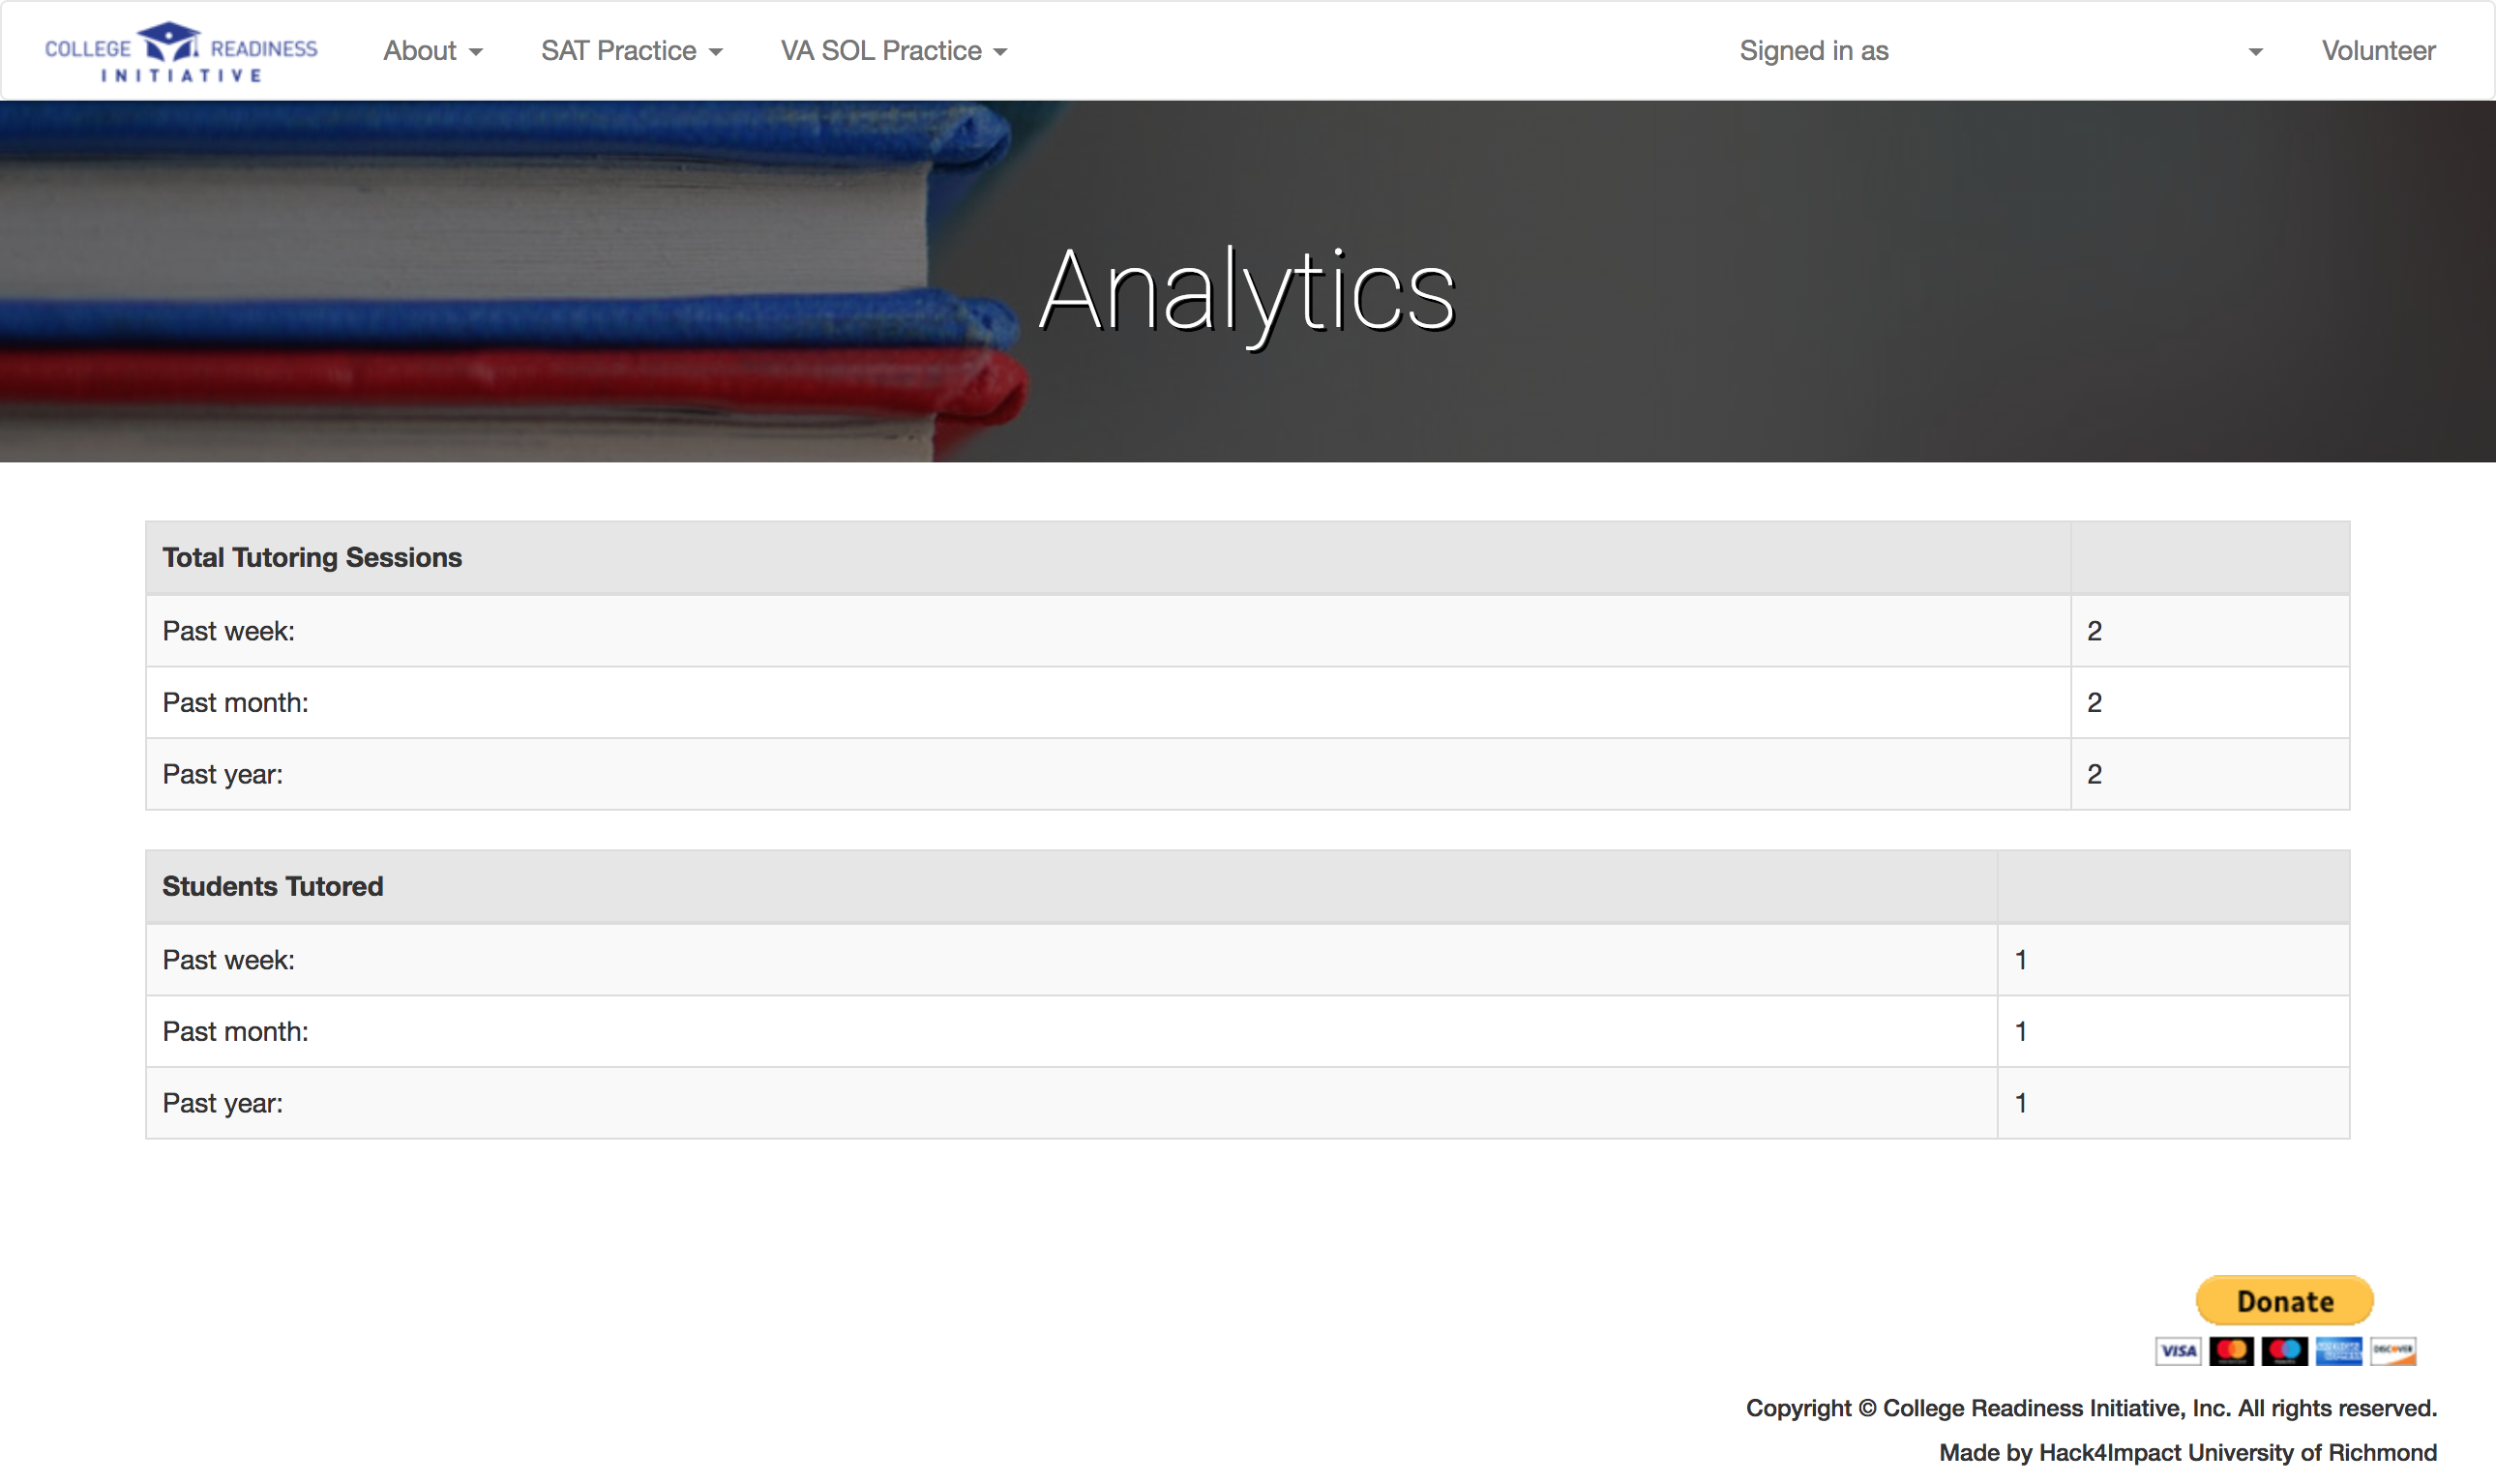 COLLEGE READINESS
INITIATIVE
About
SAT Practice
VA SOL Practice
Signed in as
Volunteer
Analytics
Total Tutoring Sessions
Past week: 2
Past month: 2
Past year: 2
Students Tutored
Past week: 1
Past month: 1
Past year: 1
Donate
VISA
DISCOVER
Copyright © College Readiness Initiative, Inc. All rights reserved.
Made by Hack4Impact University of Richmond